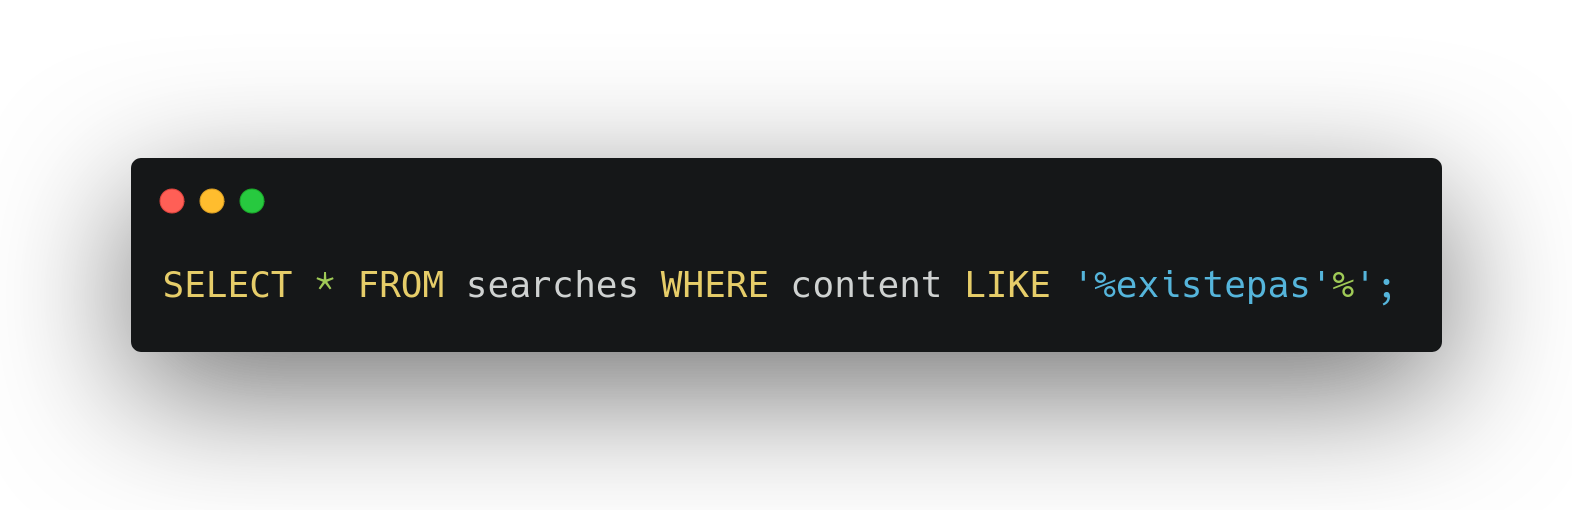 SELECT * FROM searches WHERE content LIKE '%existepas'%';